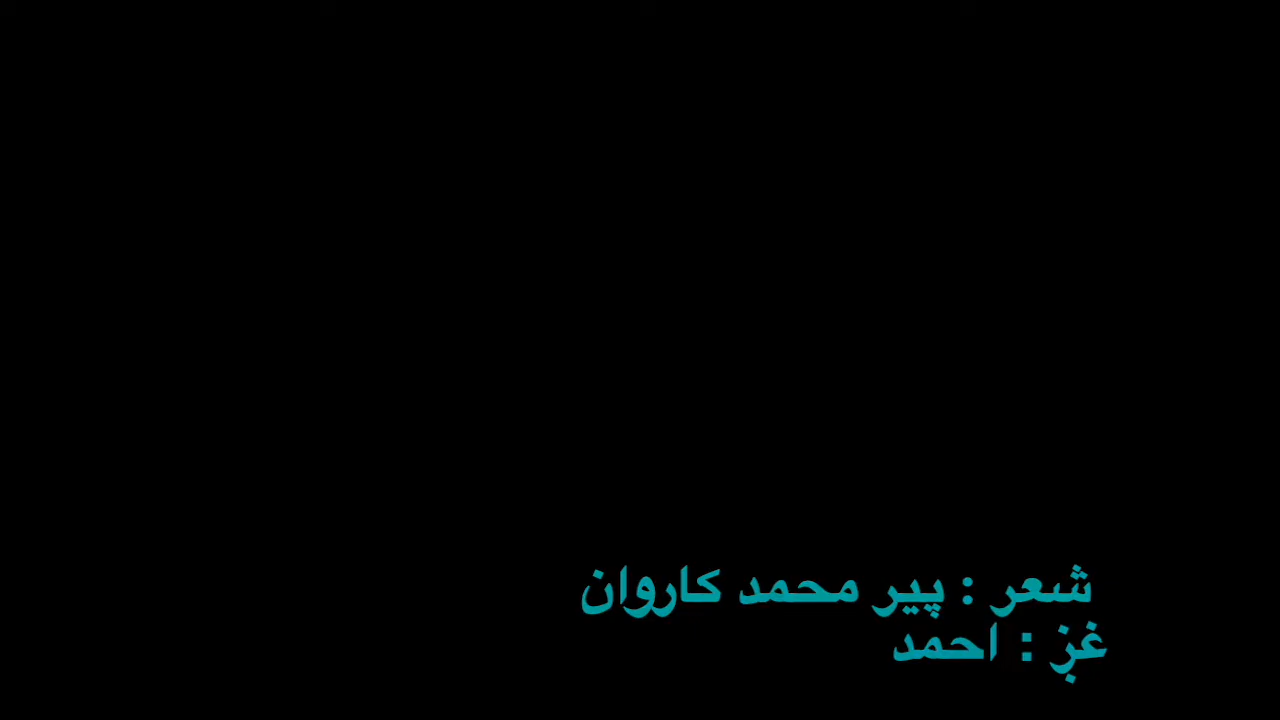 شعر : پیر محمد کاروان
غږ : احمد